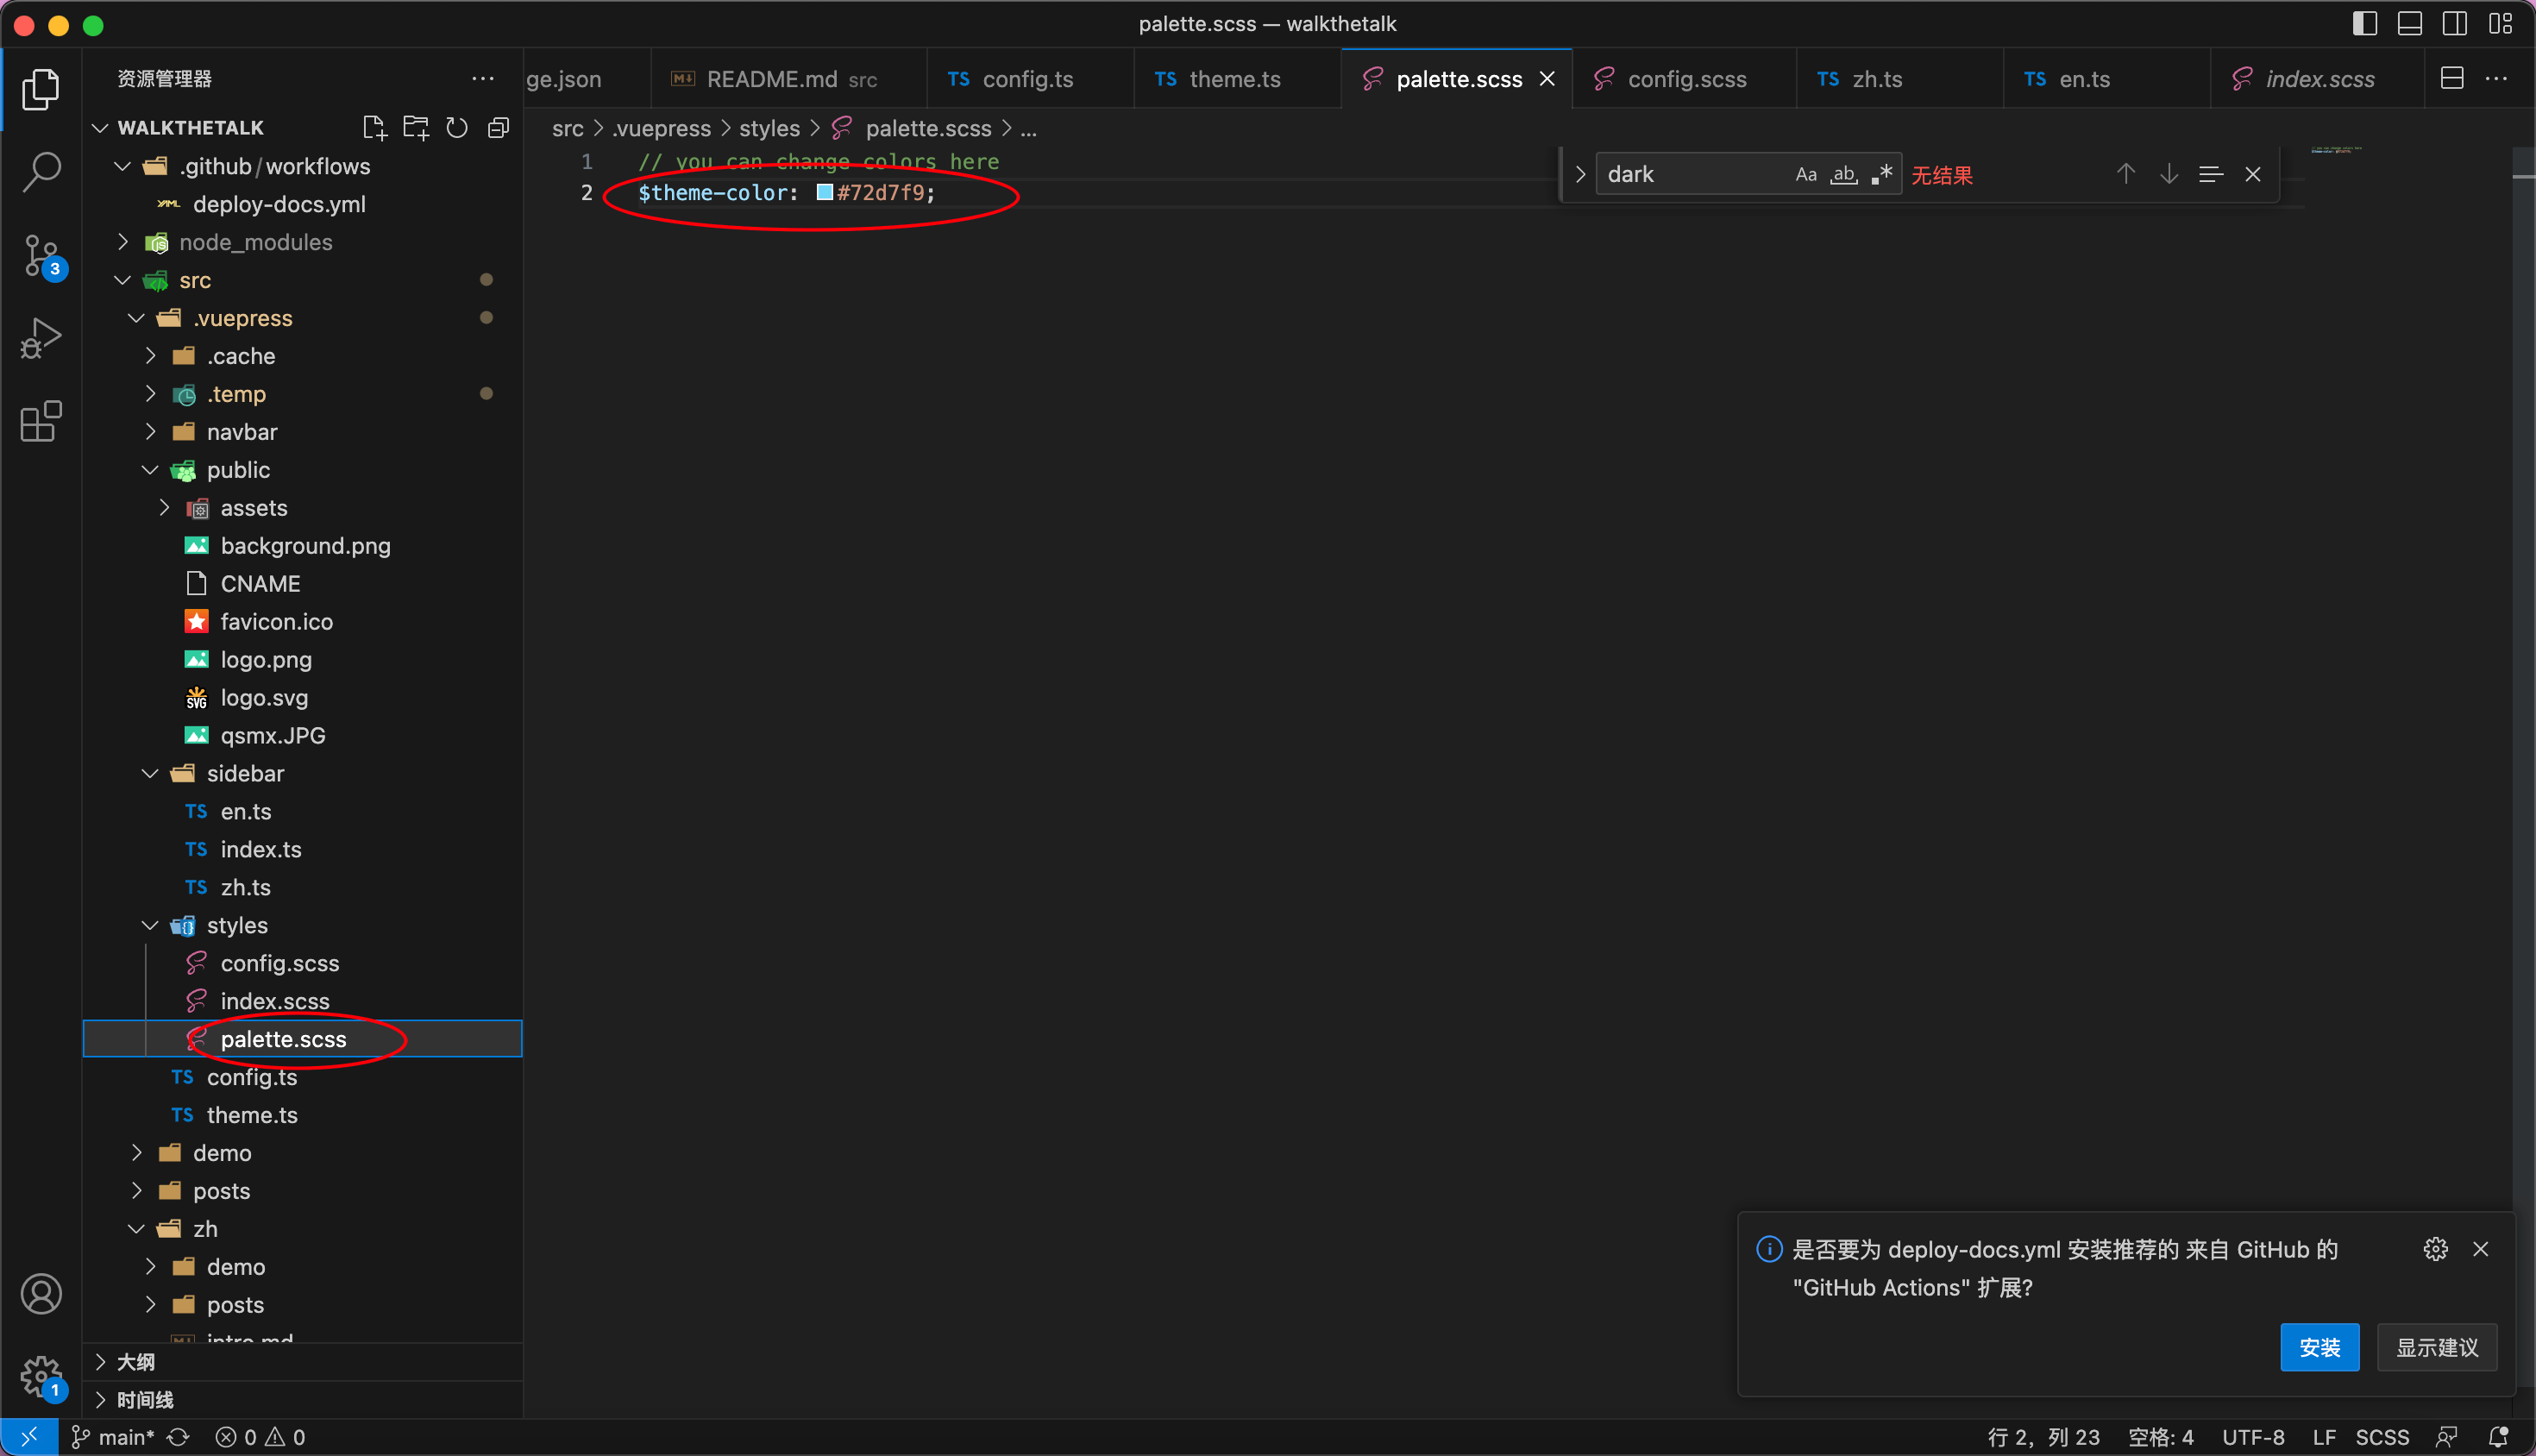 palette.scss — walkthetalk
资源管理器
ge.json
README.md src
TS config.ts
TS theme.ts
palette.scss
config.scss
TS zh.ts
TS en.ts
index.scss
WALKTHETALK
src > .vuepress > styles > palette.scss > ...
.github/workflows
deploy-docs.yml
node_modules
src
.vuepress
.cache
.temp
navbar
public
assets
background.png
CNAME
favicon.ico
logo.png
SVG logo.svg
qsmx.JPG
sidebar
TS en.ts
TS index.ts
TS zh.ts
styles
config.scss
index.scss
palette.scss
TS config.ts
TS theme.ts
demo
posts
zh
demo
posts
intro.md
大纲
时间线
3
1
1 // you can change colors here
2 $theme-color: #72d7f9;
dark Aa ab .* 无结果
是否要为 deploy-docs.yml 安装推荐的 来自 GitHub 的
"GitHub Actions" 扩展?
安装 显示建议
main* 0 0
行 2，列 23 空格: 4 UTF-8 LF SCSS